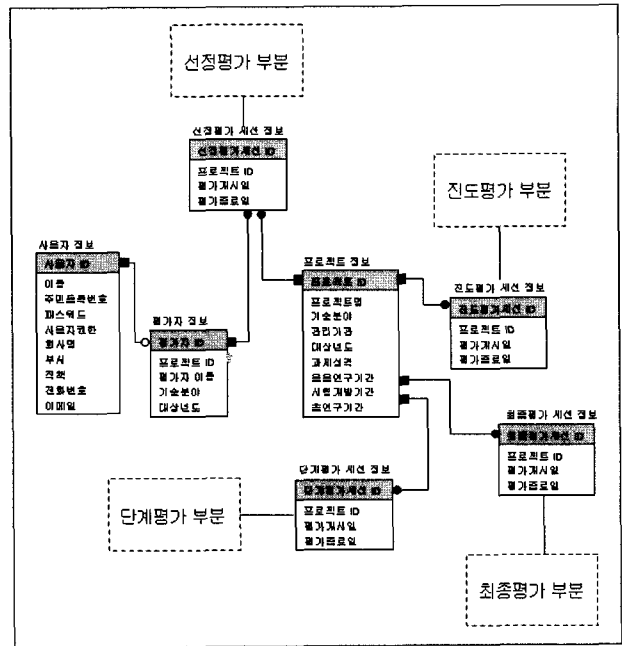 선정평가 부분
선정평가 세션 정보
선정평가세션 ID
프로젝트 ID
평가개시일
평가종료일
진도평가 부분
사용자 정보
사용자 ID
이름
주민등록번호
패스워드
사용자권한
회사명
부서
직책
전화번호
이메일
평가자 정보
평가자 ID
프로젝트 ID
평가자 이름
기술분야
대상년도
프로젝트 정보
프로젝트 ID
프로젝트명
기술분야
관련기관
대상년도
과제성격
응용연구기간
시험개발기간
총연구기간
진도평가 세션 정보
진도평가세션 ID
프로젝트 ID
평가개시일
평가종료일
최종평가 세션 정보
최종평가세션 ID
프로젝트 ID
평가개시일
평가종료일
단계평가 세션 정보
단계평가세션 ID
프로젝트 ID
평가개시일
평가종료일
단계평가 부분
최종평가 부분